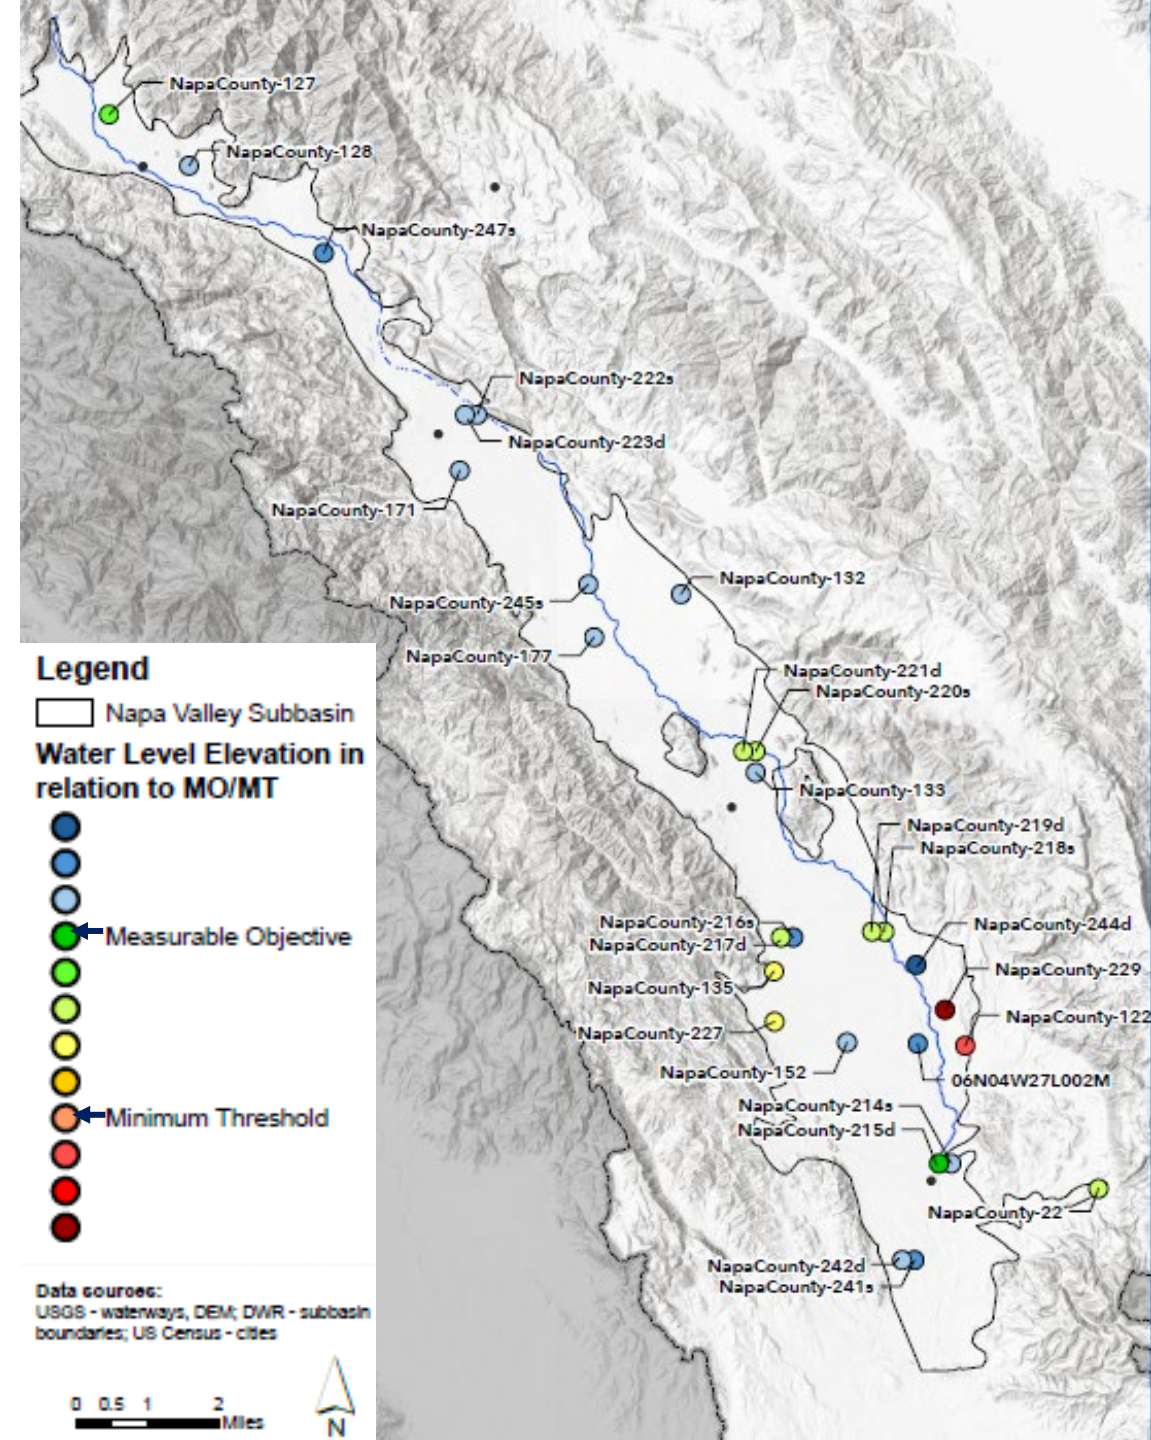 NapaCounty-127
NapaCounty-128
NapaCounty-247s
NapaCounty-222s
NapaCounty-223d
NapaCounty-171
NapaCounty-132
NapaCounty-245s
NapaCounty-177
NapaCounty-221d
NapaCounty-220s
NapaCounty-133
NapaCounty-219d
NapaCounty-218s
NapaCounty-216s
NapaCounty-217d
NapaCounty-244d
NapaCounty-135
NapaCounty-229
NapaCounty-227
NapaCounty-122
NapaCounty-152
06N04W27L002M
NapaCounty-214s
NapaCounty-215d
NapaCounty-22
NapaCounty-242d
NapaCounty-241s
Legend
Napa Valley Subbasin
Water Level Elevation in
relation to MO/MT
Measurable Objective
Minimum Threshold
Data sources:
USGS - waterways, DEM; DWR - subbasin
boundaries; US Census - cities
0 0.5 1 2
Miles
N